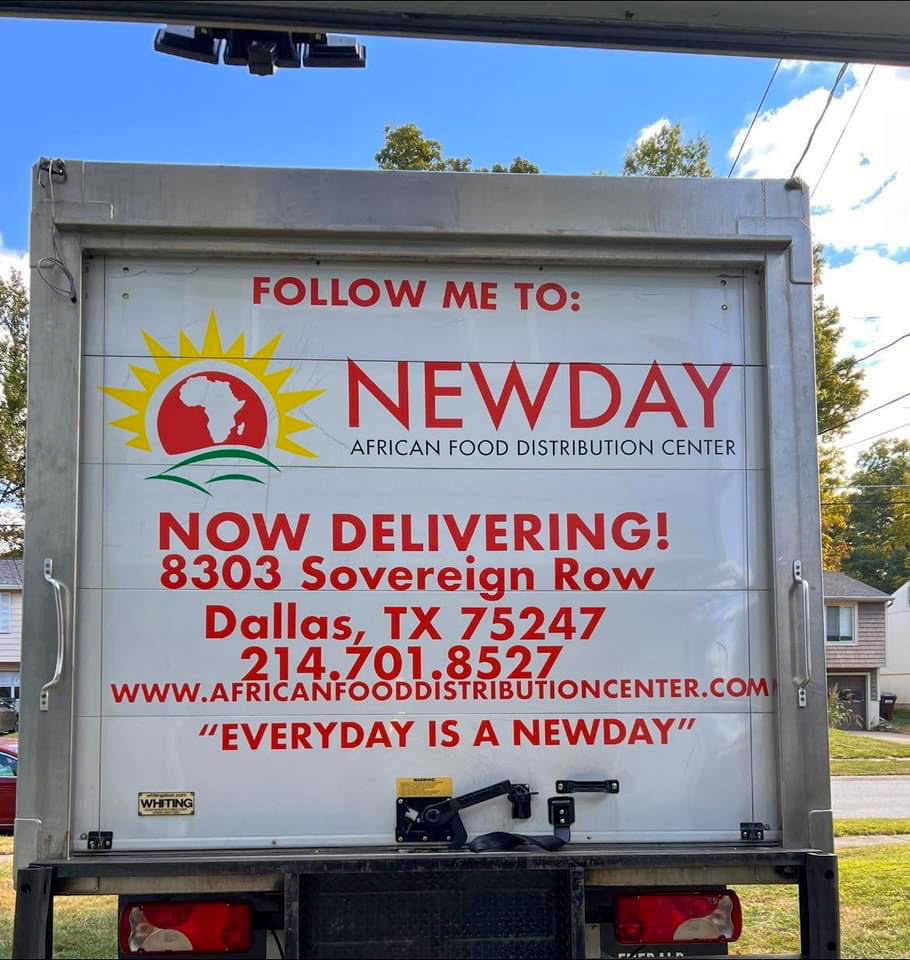 FOLLOW ME TO:
NEWDAY
AFRICAN FOOD DISTRIBUTION CENTER
NOW DELIVERING!
8303 Sovereign Row
Dallas, TX 75247
214.701.8527
WWW.AFRICANFOODDISTRIBUTIONCENTER.COM
"EVERYDAY IS A NEWDAY"
WARNING
WHITING